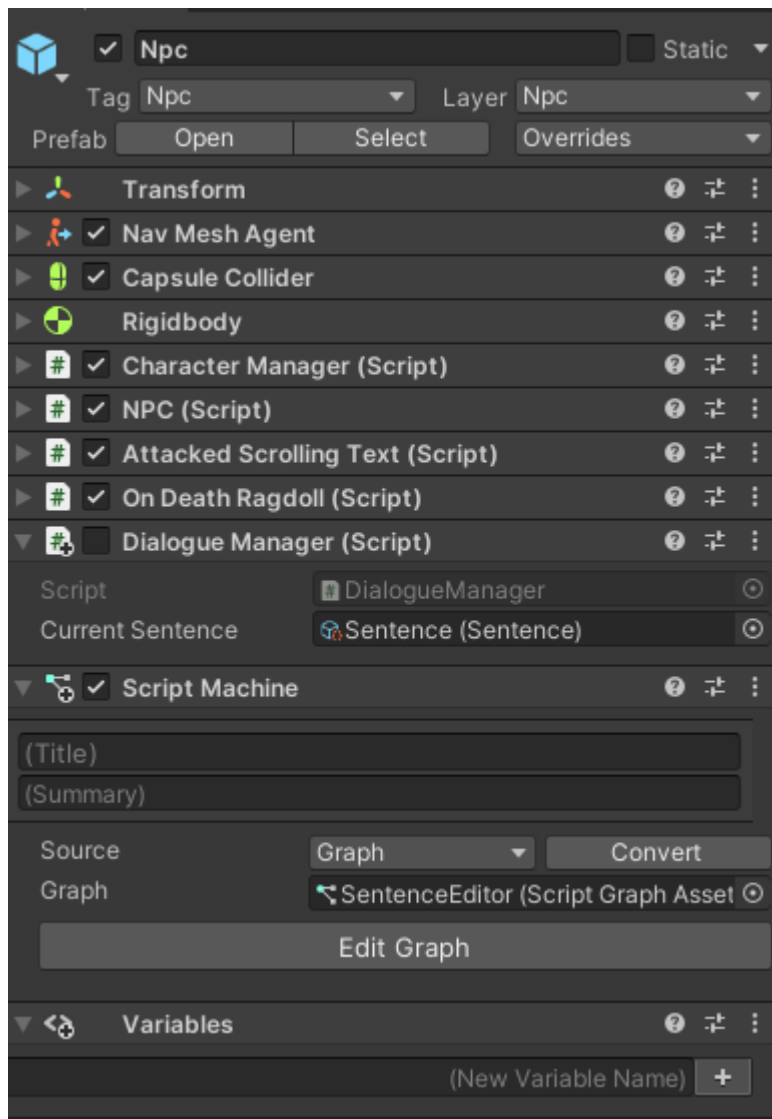 Npc Static
Tag Npc Layer Npc
Prefab Open Select Overrides
Transform
Nav Mesh Agent
Capsule Collider
Rigidbody
Character Manager (Script)
NPC (Script)
Attacked Scrolling Text (Script)
On Death Ragdoll (Script)
Dialogue Manager (Script)
Script DialogueManager
Current Sentence Sentence (Sentence)
Script Machine
(Title)
(Summary)
Source Graph Convert
Graph SentenceEditor (Script Graph Asset
Edit Graph
Variables
(New Variable Name) +